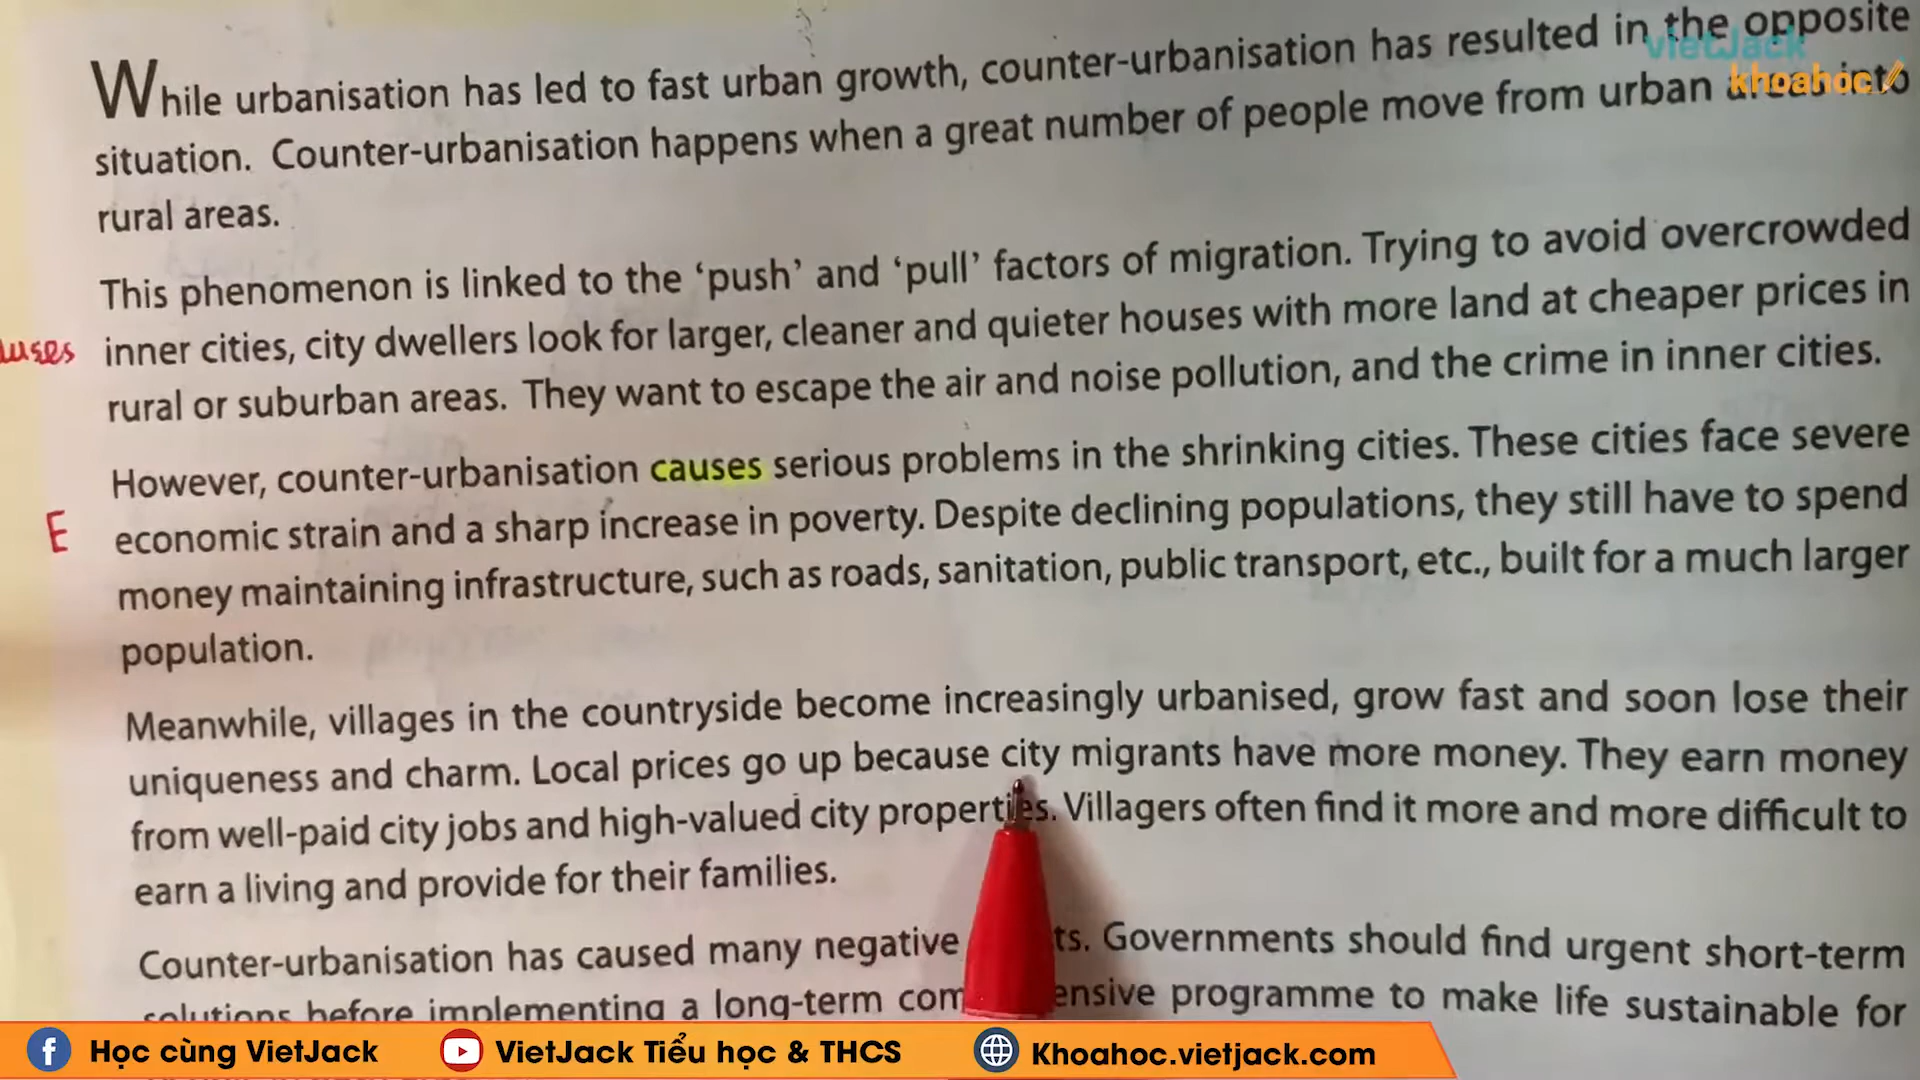 vietJack
khoahoc
While urbanisation has led to fast urban growth, counter-urbanisation has resulted in the opposite
situation. Counter-urbanisation happens when a great number of people move from urban into
rural areas.
This phenomenon is linked to the ‘push’ and ‘pull’ factors of migration. Trying to avoid overcrowded
inner cities, city dwellers look for larger, cleaner and quieter houses with more land at cheaper prices in
rural or suburban areas. They want to escape the air and noise pollution, and the crime in inner cities.
However, counter-urbanisation causes serious problems in the shrinking cities. These cities face severe
E
economic strain and a sharp increase in poverty. Despite declining populations, they still have to spend
money maintaining infrastructure, such as roads, sanitation, public transport, etc., built for a much larger
population.
Meanwhile, villages in the countryside become increasingly urbanised, grow fast and soon lose their
uniqueness and charm. Local prices go up because city migrants have more money. They earn money
from well-paid city jobs and high-valued city properties. Villagers often find it more and more difficult to
earn a living and provide for their families.
Counter-urbanisation has caused many negative Governments should find urgent short-term
solutions before implementing a long-term programme to make life sustainable for
Học cùng VietJack
VietJack Tiểu học & THCS
Khoahoc.vietjack.com